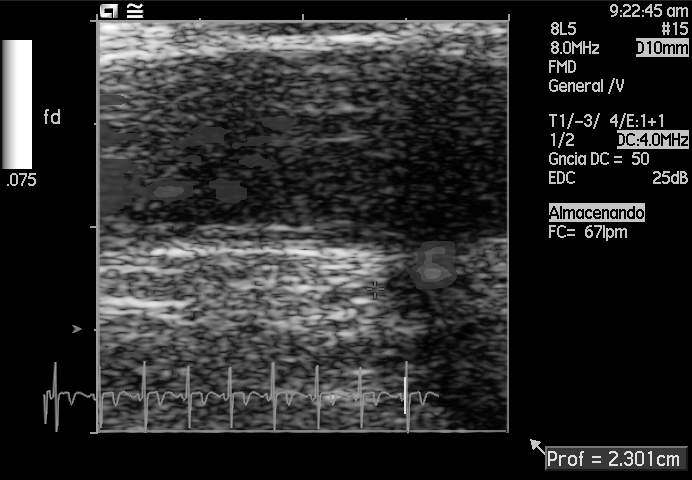 9:22:45 am
8L5 #15
8.0MHz D10mm
FMD
General /V
fd
T1/-3/ 4/E:1+1
1/2 DC:4.0MHz
Gncia DC = 50
.075
EDC 25dB
Almacenando
FC= 67lpm
Prof = 2.301cm